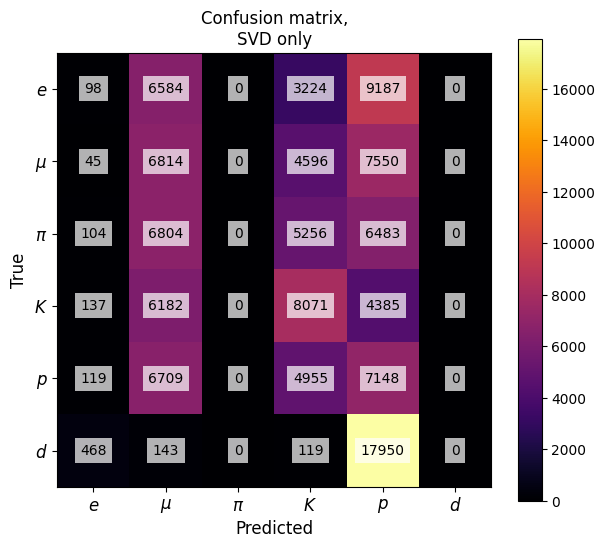 Confusion matrix,
SVD only
e 98 6584 0 3224 9187 0
μ 45 6814 0 4596 7550 0
π 104 6804 0 5256 6483 0
K 137 6182 0 8071 4385 0
p 119 6709 0 4955 7148 0
d 468 143 0 119 17950 0
e μ π K p d
Predicted
True
16000
14000
12000
10000
8000
6000
4000
2000
0